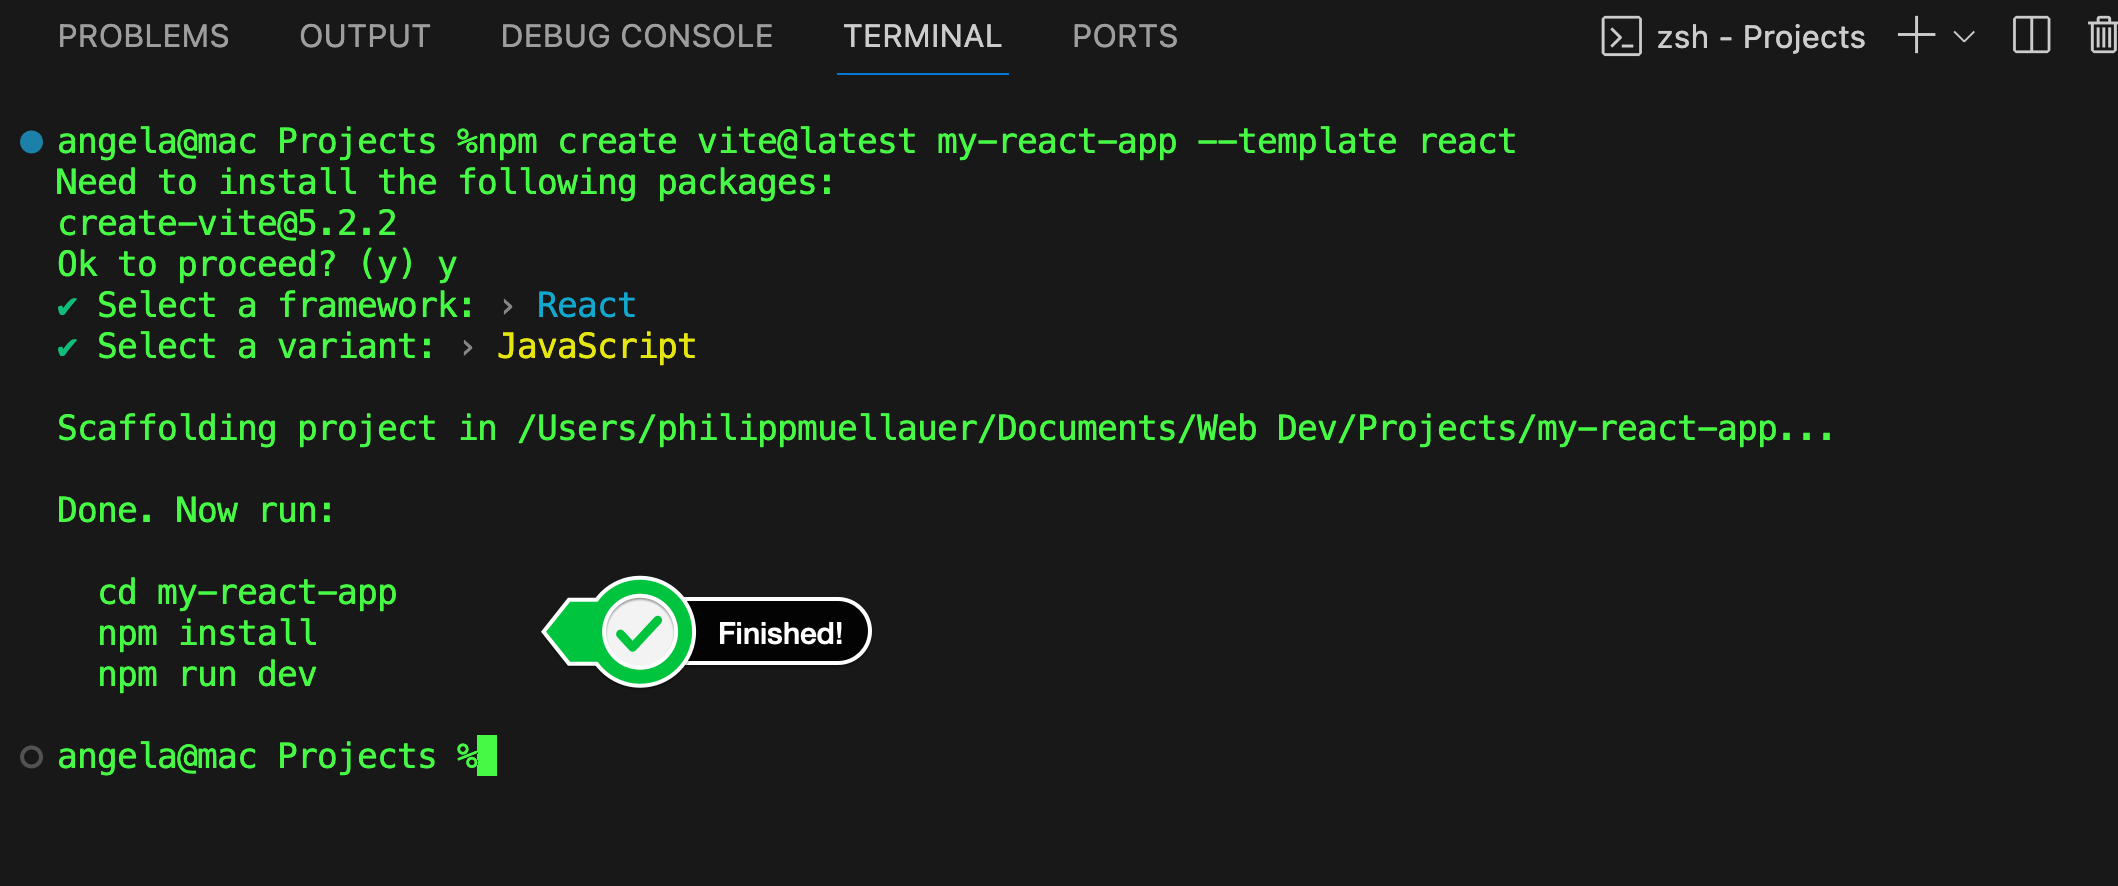 PROBLEMS OUTPUT DEBUG CONSOLE TERMINAL PORTS zsh - Projects
angela@mac Projects %npm create vite@latest my-react-app --template react
Need to install the following packages:
create-vite@5.2.2
Ok to proceed? (y) y
✔ Select a framework: › React
✔ Select a variant: › JavaScript
Scaffolding project in /Users/philippmuellauer/Documents/Web Dev/Projects/my-react-app...
Done. Now run:
cd my-react-app
npm install
npm run dev
Finished!
angela@mac Projects %